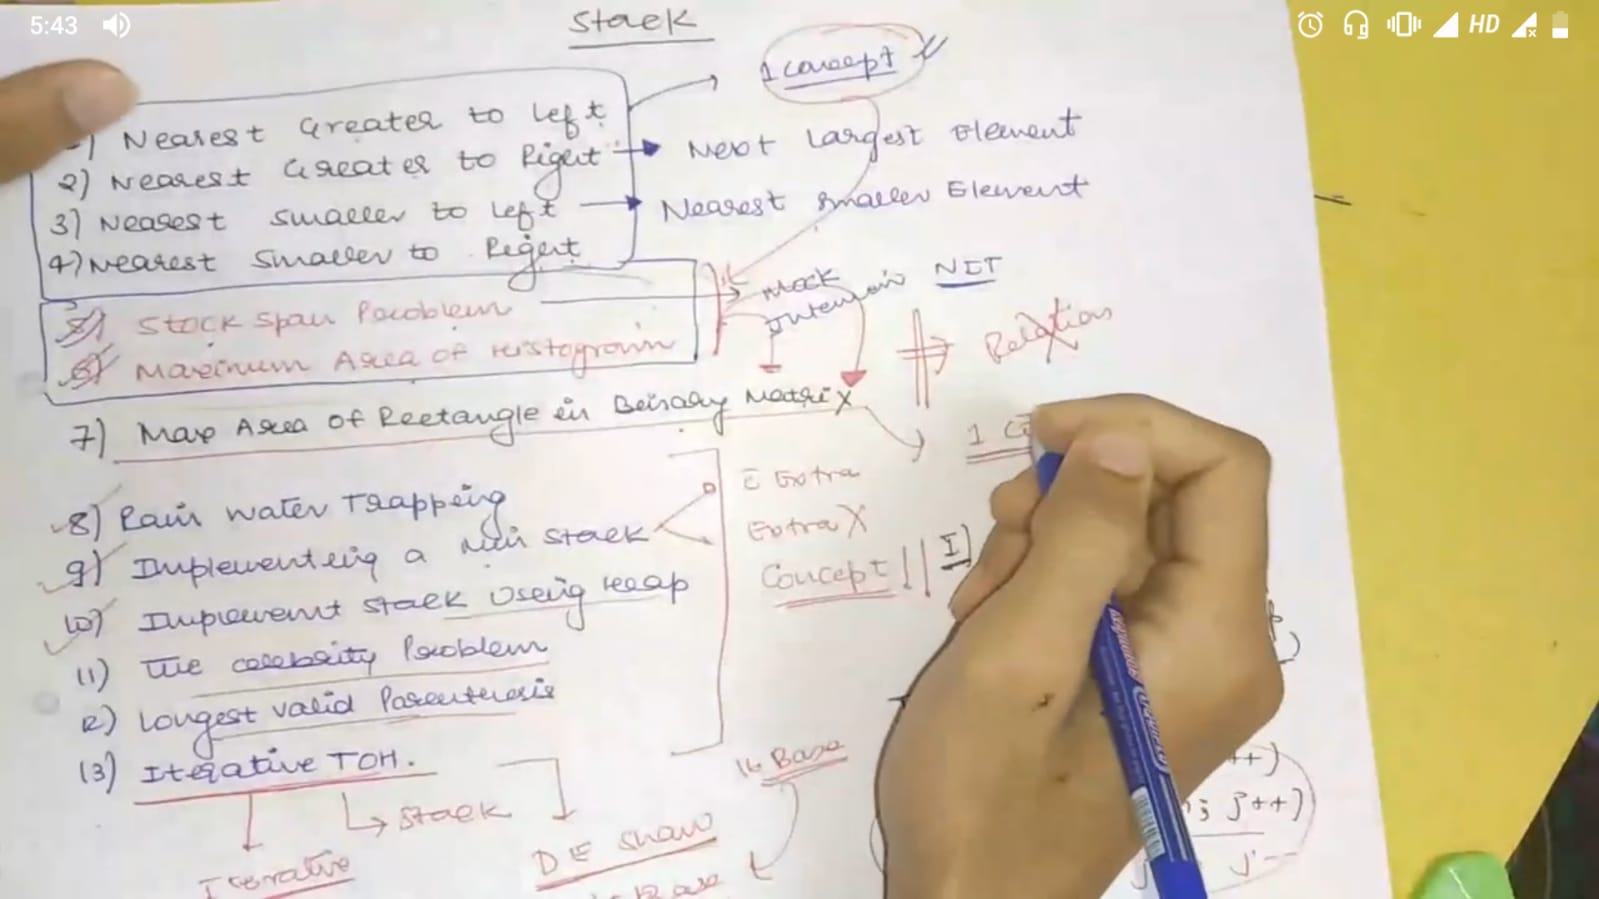 5:43
HD
Stack
1 concept
1) Nearest Greater to Left
2) Nearest Greater to Right
Next Largest Element
3) Nearest Smaller to Left
Nearest Smaller Element
4) Nearest Smaller to Right
5) Stock Span Problem
Mock
Interview NIT
6) Maximum Area of Histogram
Relation
7) Max Area of Rectangle in Binary Matrix
1
8) Rain Water Trapping
Extra
9) Implementing a Min Stack
Extra X
10) Implement Stack Using Heap
Concept
I)
11) The celebrity Problem
12) Longest valid Parenthesis
13) Iterative TOH.
16 Base
Stack
Iterative
Base
++)
; j++)
j--